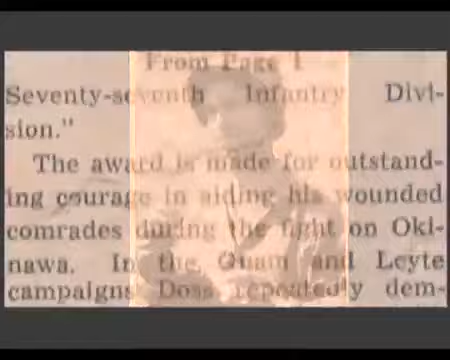 From Page 1
Seventy-seventh Infantry Divi-
sion."
The award is made for outstand-
ing courage in aiding his wounded
comrades during the fight on Oki-
nawa. In the Guam and Leyte
campaigns Doss repeatedly dem-